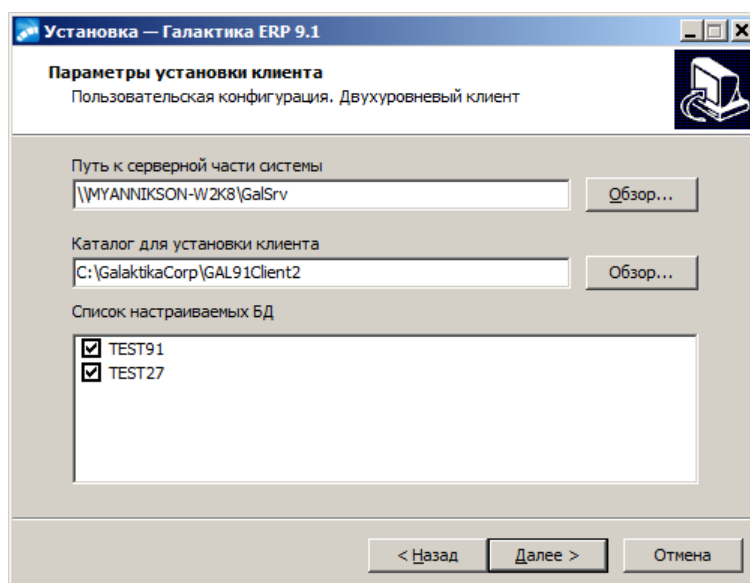 Установка — Галактика ERP 9.1
Параметры установки клиента
Пользовательская конфигурация. Двухуровневый клиент
Путь к серверной части системы
\\MYANNIKSON-W2K8\GalSrv
Обзор...
Каталог для установки клиента
C:\GalaktikaCorp\GAL91Client2
Обзор...
Список настраиваемых БД
TEST91
TEST27
< Назад
Далее >
Отмена